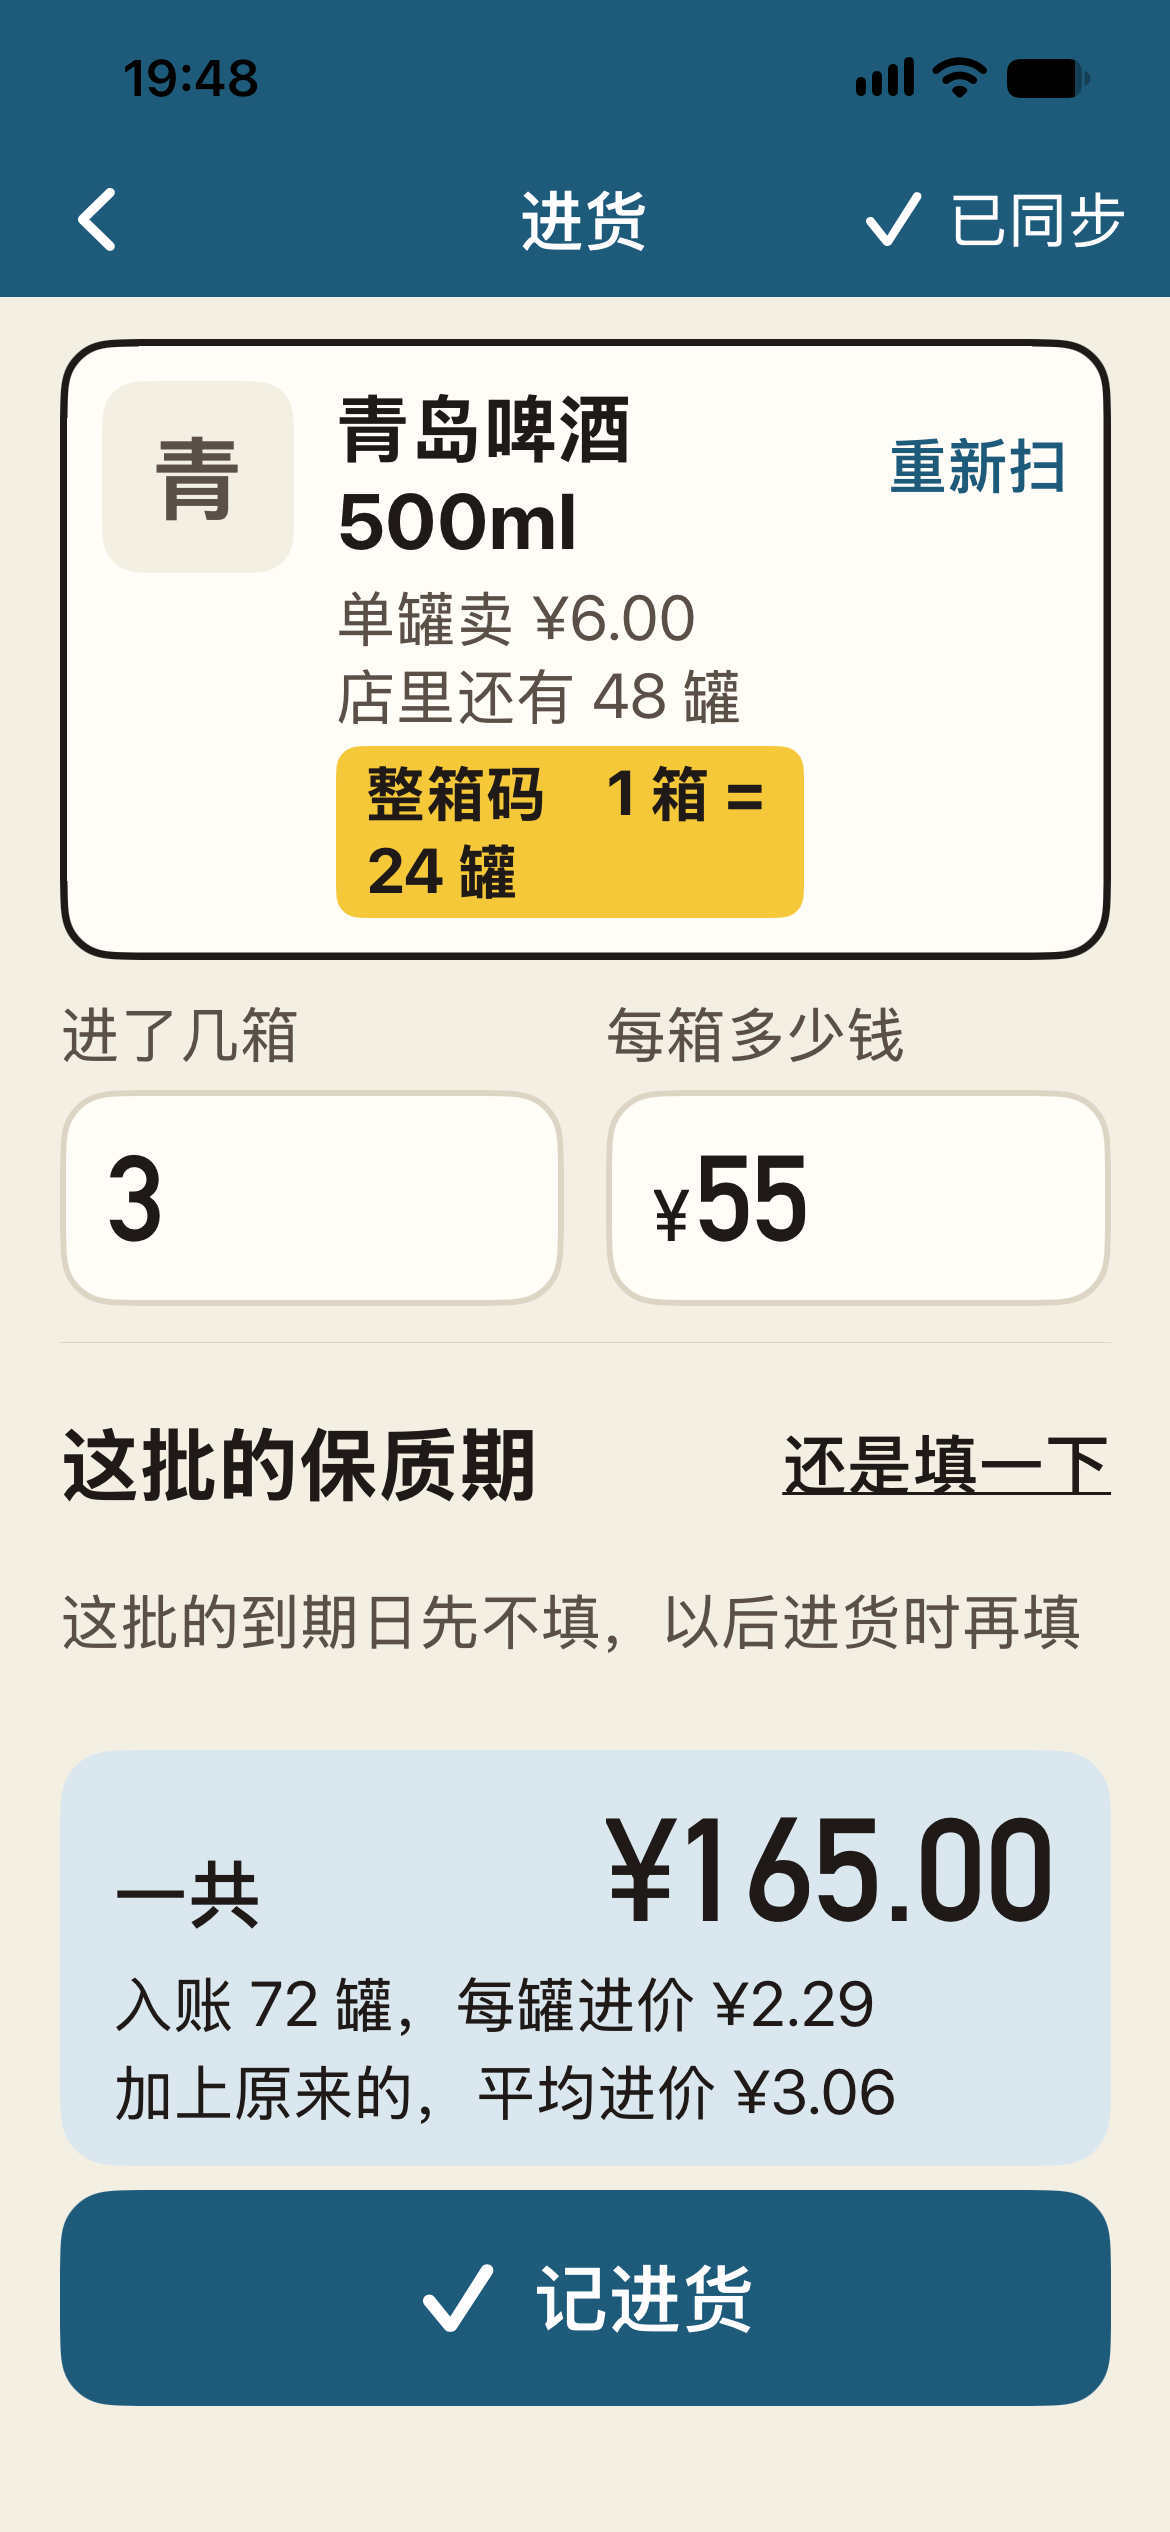 19:48
进货
已同步
青
青岛啤酒
500ml
重新扫
单罐卖 ¥6.00
店里还有 48 罐
整箱码　1 箱 =
24 罐
进了几箱
每箱多少钱
3
¥55
这批的保质期
还是填一下
这批的到期日先不填，以后进货时再填
一共
¥165.00
入账 72 罐，每罐进价 ¥2.29
加上原来的，平均进价 ¥3.06
记进货